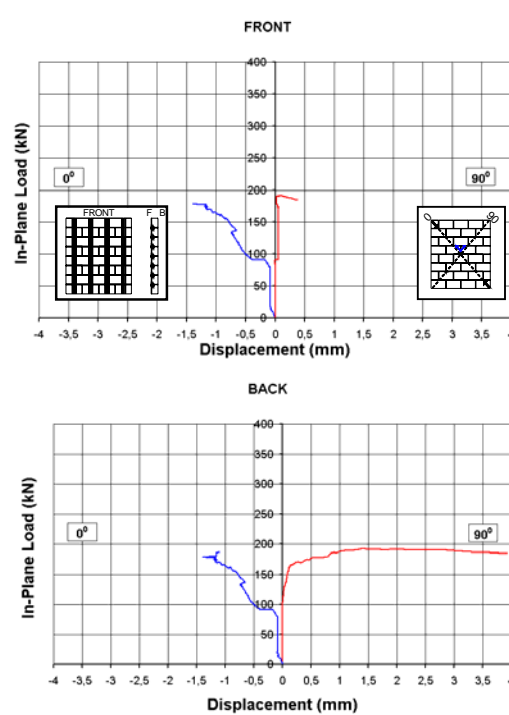 FRONT
400
350
300
250
200
150
100
50
0
In-Plane Load (kN)
0⁰
90⁰
FRONT F B
0 90
-4 -3,5 -3 -2,5 -2 -1,5 -1 -0,5 0 0,5 1 1,5 2 2,5 3 3,5 4
Displacement (mm)
BACK
400
350
300
250
200
150
100
50
0
In-Plane Load (kN)
0⁰
90⁰
-4 -3,5 -3 -2,5 -2 -1,5 -1 -0,5 0 0,5 1 1,5 2 2,5 3 3,5 4
Displacement (mm)